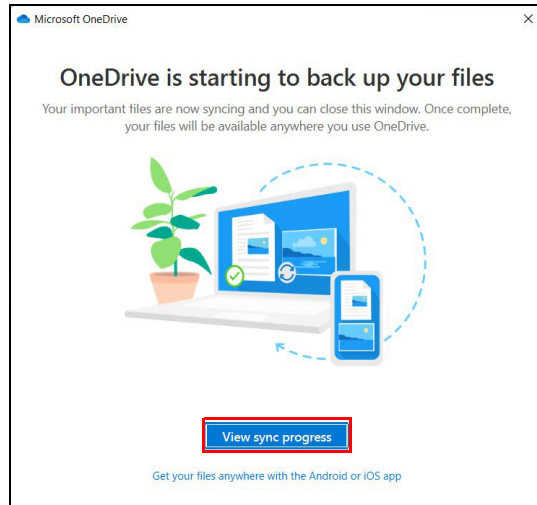 Microsoft OneDrive
OneDrive is starting to back up your files
Your important files are now syncing and you can close this window. Once complete,
your files will be available anywhere you use OneDrive.
View sync progress
Get your files anywhere with the Android or iOS app